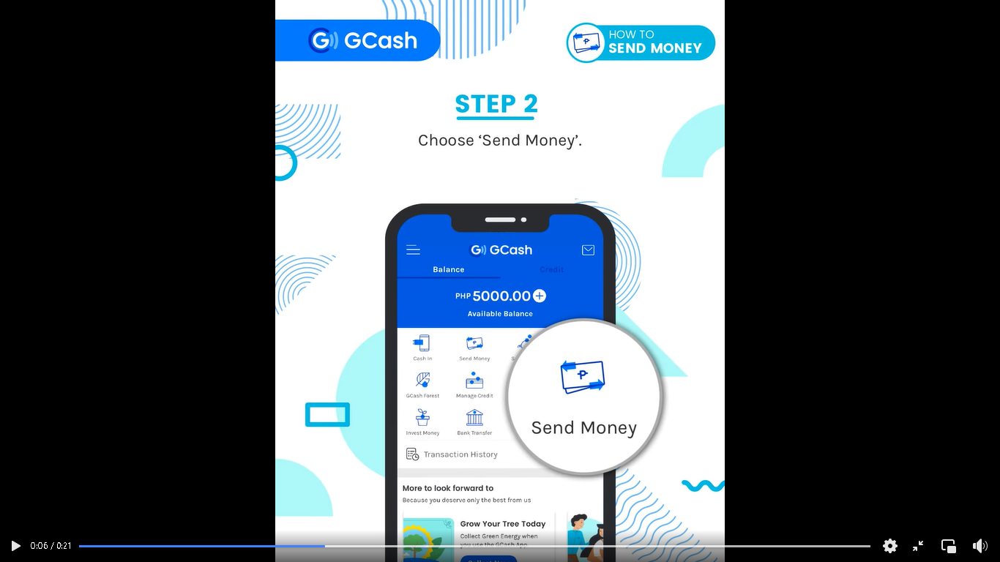 GCash
HOW TO
SEND MONEY
STEP 2
Choose ‘Send Money’.
GCash
Balance
Credit
PHP 5000.00
Available Balance
Cash In
Send Money
GCash Forest
Manage Credit
Invest Money
Bank Transfer
Send Money
Transaction History
More to look forward to
Because you deserve only the best from us
Grow Your Tree Today
Collect Green Energy when
you use the GCash App
0:06 / 0:21